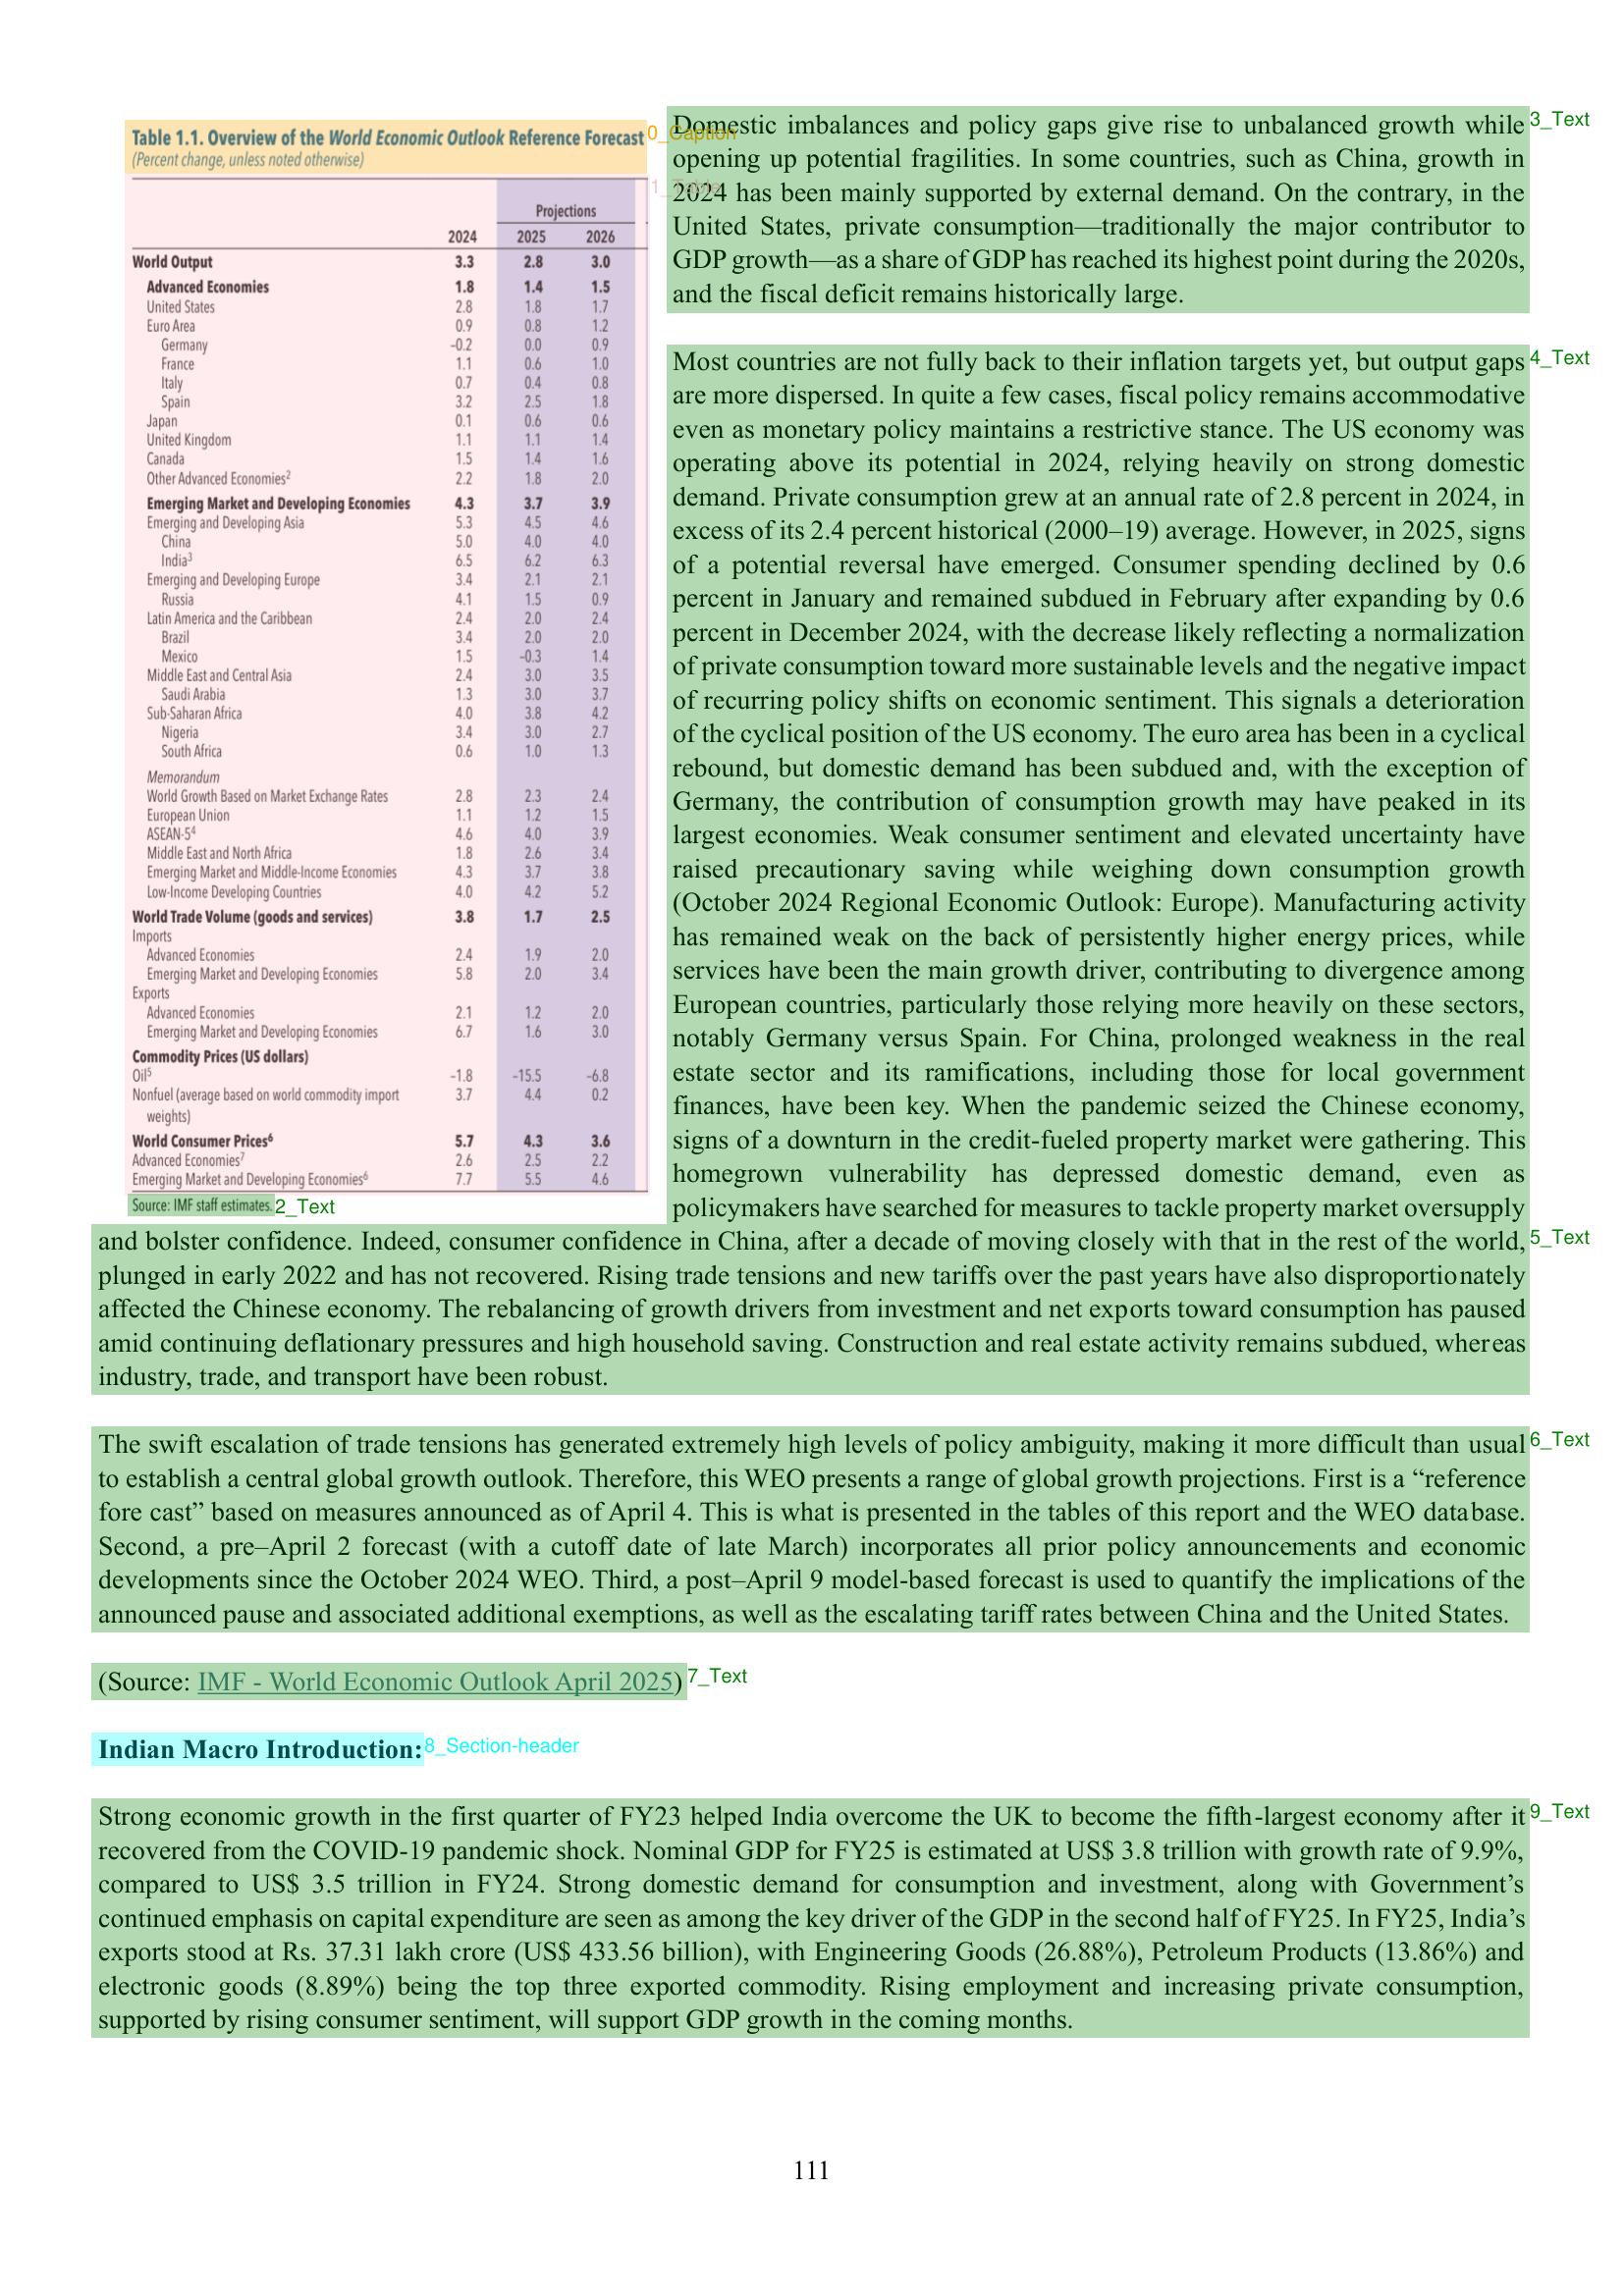 Table 1.1. Overview of the World Economic Outlook Reference Forecast
(Percent change, unless noted otherwise)
0_Caption
1_Table
Projections
2024 2025 2026
World Output 3.3 2.8 3.0
Advanced Economies 1.8 1.4 1.5
United States 2.8 1.8 1.7
Euro Area 0.9 0.8 1.2
Germany –0.2 0.0 0.9
France 1.1 0.6 1.0
Italy 0.7 0.4 0.8
Spain 3.2 2.5 1.8
Japan 0.1 0.6 0.6
United Kingdom 1.1 1.1 1.4
Canada 1.5 1.4 1.6
Other Advanced Economies2 2.2 1.8 2.0
Emerging Market and Developing Economies 4.3 3.7 3.9
Emerging and Developing Asia 5.3 4.5 4.6
China 5.0 4.0 4.0
India3 6.5 6.2 6.3
Emerging and Developing Europe 3.4 2.1 2.1
Russia 4.1 1.5 0.9
Latin America and the Caribbean 2.4 2.0 2.4
Brazil 3.4 2.0 2.0
Mexico 1.5 –0.3 1.4
Middle East and Central Asia 2.4 3.0 3.5
Saudi Arabia 1.3 3.0 3.7
Sub-Saharan Africa 4.0 3.8 4.2
Nigeria 3.4 3.0 2.7
South Africa 0.6 1.0 1.3
Memorandum
World Growth Based on Market Exchange Rates 2.8 2.3 2.4
European Union 1.1 1.2 1.5
ASEAN-54 4.6 4.0 3.9
Middle East and North Africa 1.8 2.6 3.4
Emerging Market and Middle-Income Economies 4.3 3.7 3.8
Low-Income Developing Countries 4.0 4.2 5.2
World Trade Volume (goods and services) 3.8 1.7 2.5
Imports
Advanced Economies 2.4 1.9 2.0
Emerging Market and Developing Economies 5.8 2.0 3.4
Exports
Advanced Economies 2.1 1.2 2.0
Emerging Market and Developing Economies 6.7 1.6 3.0
Commodity Prices (US dollars)
Oil5 –1.8 –15.5 –6.8
Nonfuel (average based on world commodity import 3.7 4.4 0.2
weights)
World Consumer Prices6 5.7 4.3 3.6
Advanced Economies7 2.6 2.5 2.2
Emerging Market and Developing Economies6 7.7 5.5 4.6
Source: IMF staff estimates. 2_Text
Domestic imbalances and policy gaps give rise to unbalanced growth while 3_Text
opening up potential fragilities. In some countries, such as China, growth in
2024 has been mainly supported by external demand. On the contrary, in the
United States, private consumption—traditionally the major contributor to
GDP growth—as a share of GDP has reached its highest point during the 2020s,
and the fiscal deficit remains historically large.
Most countries are not fully back to their inflation targets yet, but output gaps 4_Text
are more dispersed. In quite a few cases, fiscal policy remains accommodative
even as monetary policy maintains a restrictive stance. The US economy was
operating above its potential in 2024, relying heavily on strong domestic
demand. Private consumption grew at an annual rate of 2.8 percent in 2024, in
excess of its 2.4 percent historical (2000–19) average. However, in 2025, signs
of a potential reversal have emerged. Consumer spending declined by 0.6
percent in January and remained subdued in February after expanding by 0.6
percent in December 2024, with the decrease likely reflecting a normalization
of private consumption toward more sustainable levels and the negative impact
of recurring policy shifts on economic sentiment. This signals a deterioration
of the cyclical position of the US economy. The euro area has been in a cyclical
rebound, but domestic demand has been subdued and, with the exception of
Germany, the contribution of consumption growth may have peaked in its
largest economies. Weak consumer sentiment and elevated uncertainty have
raised precautionary saving while weighing down consumption growth
(October 2024 Regional Economic Outlook: Europe). Manufacturing activity
has remained weak on the back of persistently higher energy prices, while
services have been the main growth driver, contributing to divergence among
European countries, particularly those relying more heavily on these sectors,
notably Germany versus Spain. For China, prolonged weakness in the real
estate sector and its ramifications, including those for local government
finances, have been key. When the pandemic seized the Chinese economy,
signs of a downturn in the credit-fueled property market were gathering. This
homegrown vulnerability has depressed domestic demand, even as
policymakers have searched for measures to tackle property market oversupply
and bolster confidence. Indeed, consumer confidence in China, after a decade of moving closely with that in the rest of the world, 5_Text
plunged in early 2022 and has not recovered. Rising trade tensions and new tariffs over the past years have also disproportionately
affected the Chinese economy. The rebalancing of growth drivers from investment and net exports toward consumption has paused
amid continuing deflationary pressures and high household saving. Construction and real estate activity remains subdued, whereas
industry, trade, and transport have been robust.
The swift escalation of trade tensions has generated extremely high levels of policy ambiguity, making it more difficult than usual 6_Text
to establish a central global growth outlook. Therefore, this WEO presents a range of global growth projections. First is a “reference
fore cast” based on measures announced as of April 4. This is what is presented in the tables of this report and the WEO database.
Second, a pre–April 2 forecast (with a cutoff date of late March) incorporates all prior policy announcements and economic
developments since the October 2024 WEO. Third, a post–April 9 model-based forecast is used to quantify the implications of the
announced pause and associated additional exemptions, as well as the escalating tariff rates between China and the United States.
(Source: IMF - World Economic Outlook April 2025) 7_Text
Indian Macro Introduction: 8_Section-header
Strong economic growth in the first quarter of FY23 helped India overcome the UK to become the fifth-largest economy after it 9_Text
recovered from the COVID-19 pandemic shock. Nominal GDP for FY25 is estimated at US$ 3.8 trillion with growth rate of 9.9%,
compared to US$ 3.5 trillion in FY24. Strong domestic demand for consumption and investment, along with Government’s
continued emphasis on capital expenditure are seen as among the key driver of the GDP in the second half of FY25. In FY25, India’s
exports stood at Rs. 37.31 lakh crore (US$ 433.56 billion), with Engineering Goods (26.88%), Petroleum Products (13.86%) and
electronic goods (8.89%) being the top three exported commodity. Rising employment and increasing private consumption,
supported by rising consumer sentiment, will support GDP growth in the coming months.
111